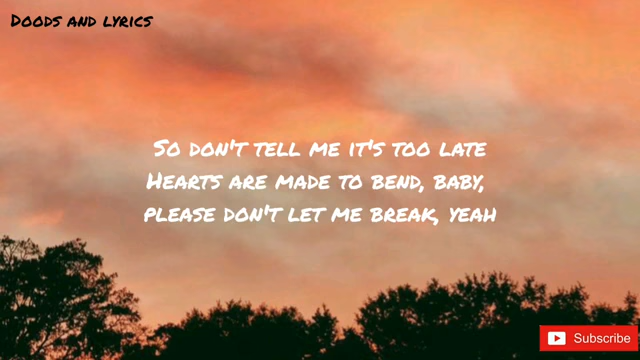 Doods and lyrics
So don't tell me it's too late
Hearts are made to bend, baby,
please don't let me break, yeah
Subscribe